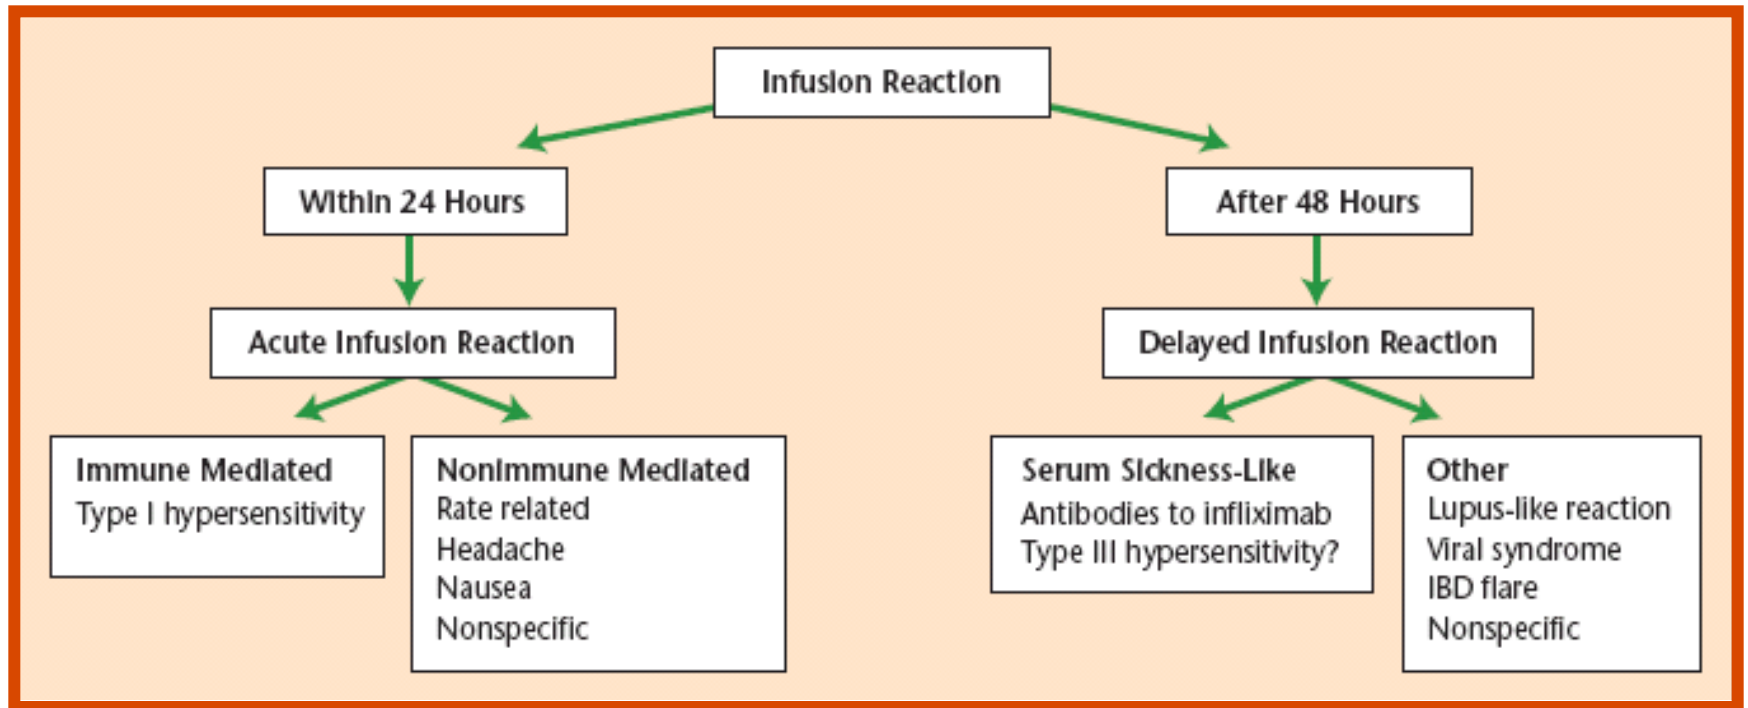 Infusion Reaction
Within 24 Hours
After 48 Hours
Acute Infusion Reaction
Delayed Infusion Reaction
Immune Mediated
Type I hypersensitivity
Nonimmune Mediated
Rate related
Headache
Nausea
Nonspecific
Serum Sickness-Like
Antibodies to infliximab
Type III hypersensitivity?
Other
Lupus-like reaction
Viral syndrome
IBD flare
Nonspecific